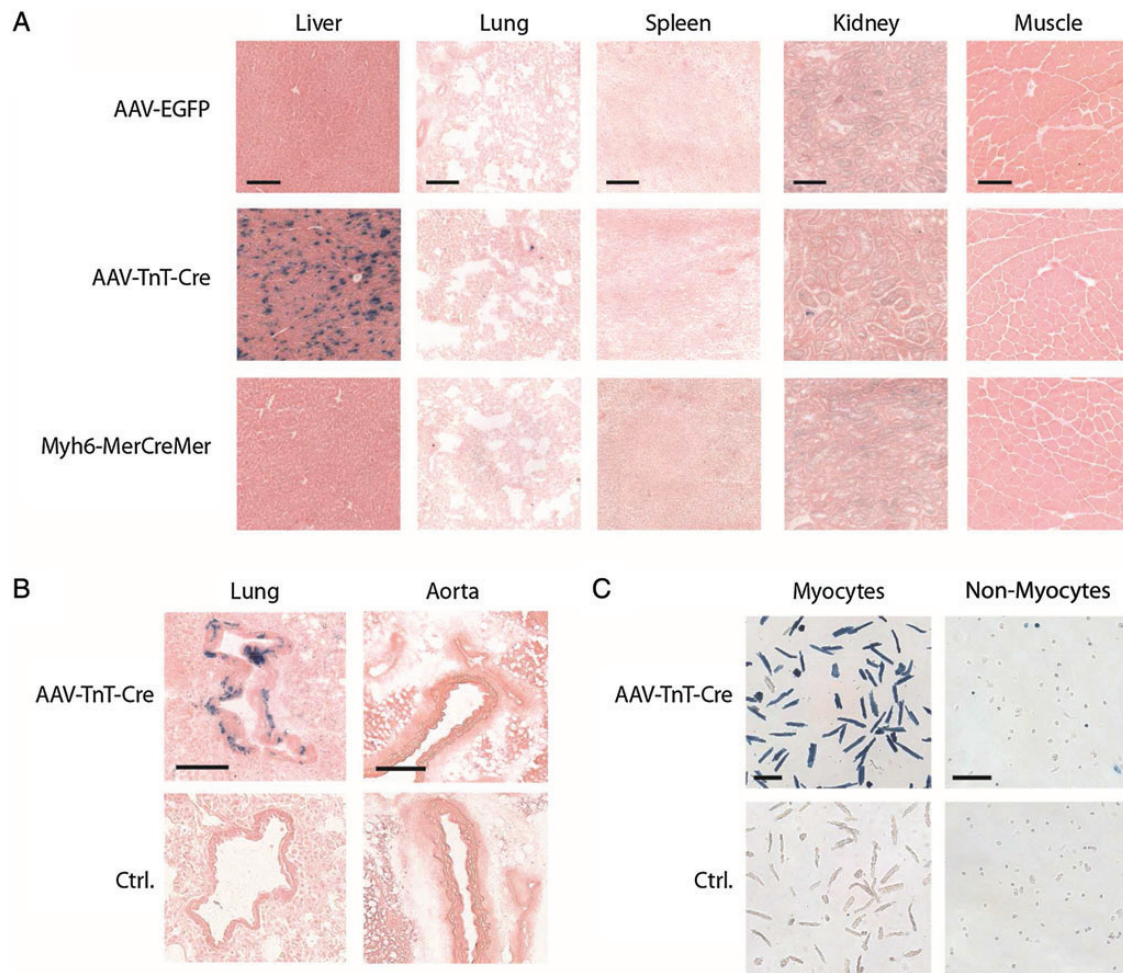 A
Liver Lung Spleen Kidney Muscle
AAV-EGFP
AAV-TnT-Cre
Myh6-MerCreMer
B
Lung Aorta
AAV-TnT-Cre
Ctrl.
C
Myocytes Non-Myocytes
AAV-TnT-Cre
Ctrl.